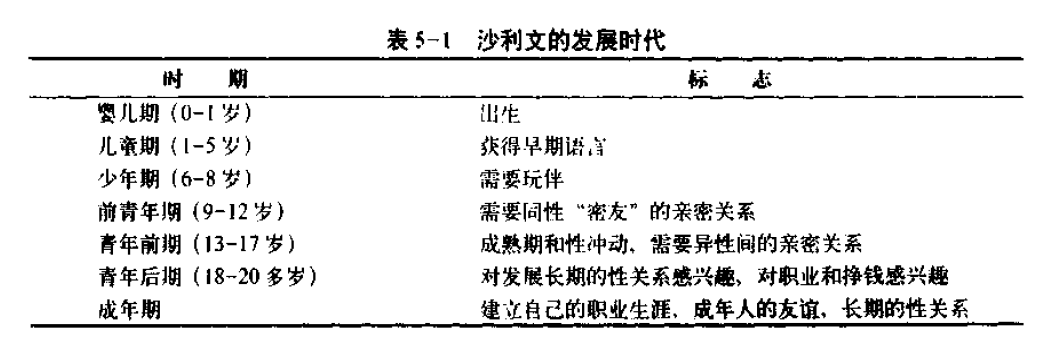 表 5-1 沙利文的发展时代
时 期 标 志
婴儿期 (0-1岁) 出生
儿童期 (1-5岁) 获得早期语言
少年期 (6-8岁) 需要玩伴
前青年期 (9-12岁) 需要同性“密友”的亲密关系
青年前期 (13-17岁) 成熟期和性冲动、需要异性间的亲密关系
青年后期 (18-20多岁) 对发展长期的性关系感兴趣、对职业和挣钱感兴趣
成年期 建立自己的职业生涯、成年人的友谊、长期的性关系